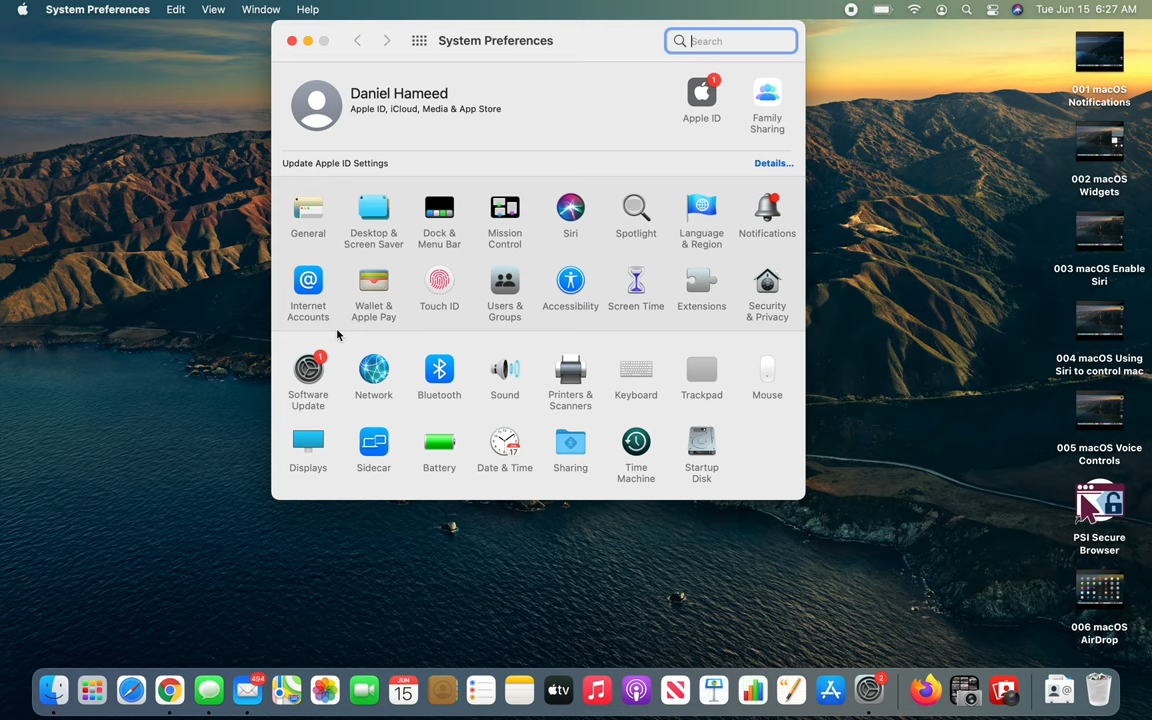 System Preferences Edit View Window Help Tue Jun 15 6:27 AM
System Preferences Search
Daniel Hameed
Apple ID, iCloud, Media & App Store
1
Apple ID
Family
Sharing
Update Apple ID Settings Details...
General
Desktop &
Screen Saver
Dock &
Menu Bar
Mission
Control
Siri
Spotlight
Language
& Region
Notifications
Internet
Accounts
Wallet &
Apple Pay
Touch ID
Users &
Groups
Accessibility
Screen Time
Extensions
Security
& Privacy
1
Software
Update
Network
Bluetooth
Sound
Printers &
Scanners
Keyboard
Trackpad
Mouse
Displays
Sidecar
Battery
JUL
17
Date & Time
Sharing
Time
Machine
Startup
Disk
001 macOS
Notifications
002 macOS
Widgets
003 macOS Enable
Siri
004 macOS Using
Siri to control mac
005 macOS Voice
Controls
PSI Secure
Browser
006 macOS
AirDrop
494
JUN
15
tv
2